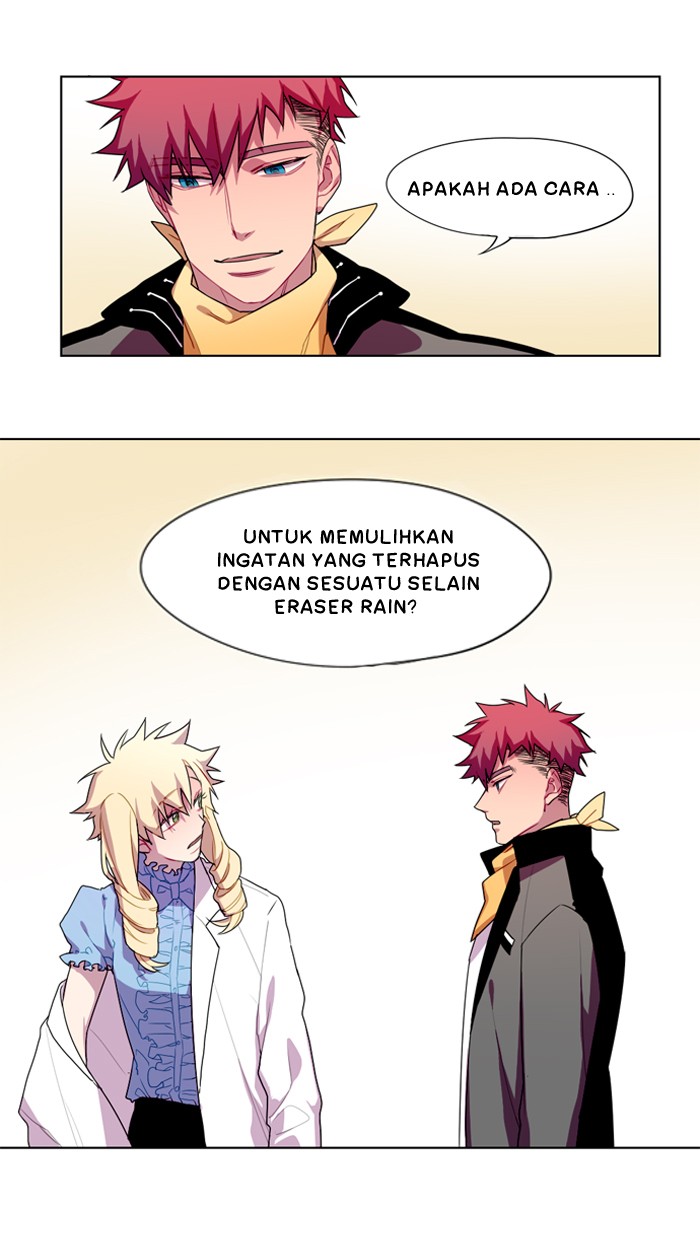 APAKAH ADA CARA ..
UNTUK MEMULIHKAN
INGATAN YANG TERHAPUS
DENGAN SESUATU SELAIN
ERASER RAIN?